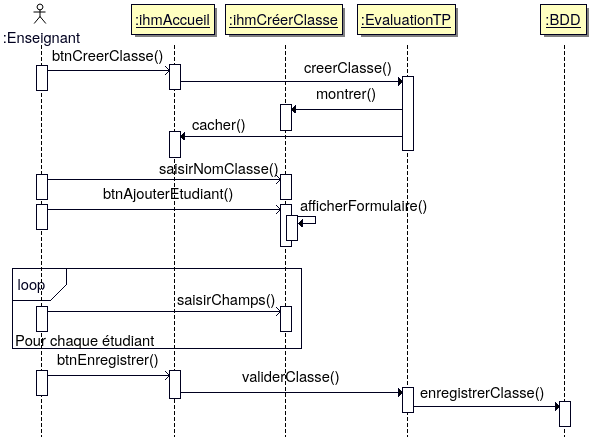 :ihmAccueil
:ihmCréerClasse
:EvaluationTP
:BDD
:Enseignant
btnCreerClasse()
creerClasse()
montrer()
cacher()
saisirNomClasse()
btnAjouterEtudiant()
afficherFormulaire()
loop
saisirChamps()
Pour chaque étudiant
btnEnregistrer()
validerClasse()
enregistrerClasse()